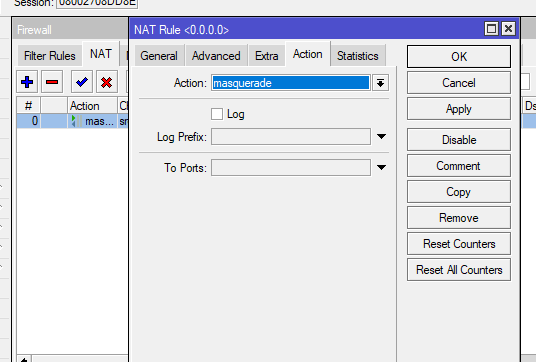 Session: 08002708DD8E
Firewall
NAT Rule <0.0.0.0>
Filter Rules NAT
General Advanced Extra Action Statistics
OK
Action: masquerade
Cancel
# Action
Ds
0 mas...
Log
Apply
Log Prefix:
Disable
To Ports:
Comment
Copy
Remove
Reset Counters
Reset All Counters